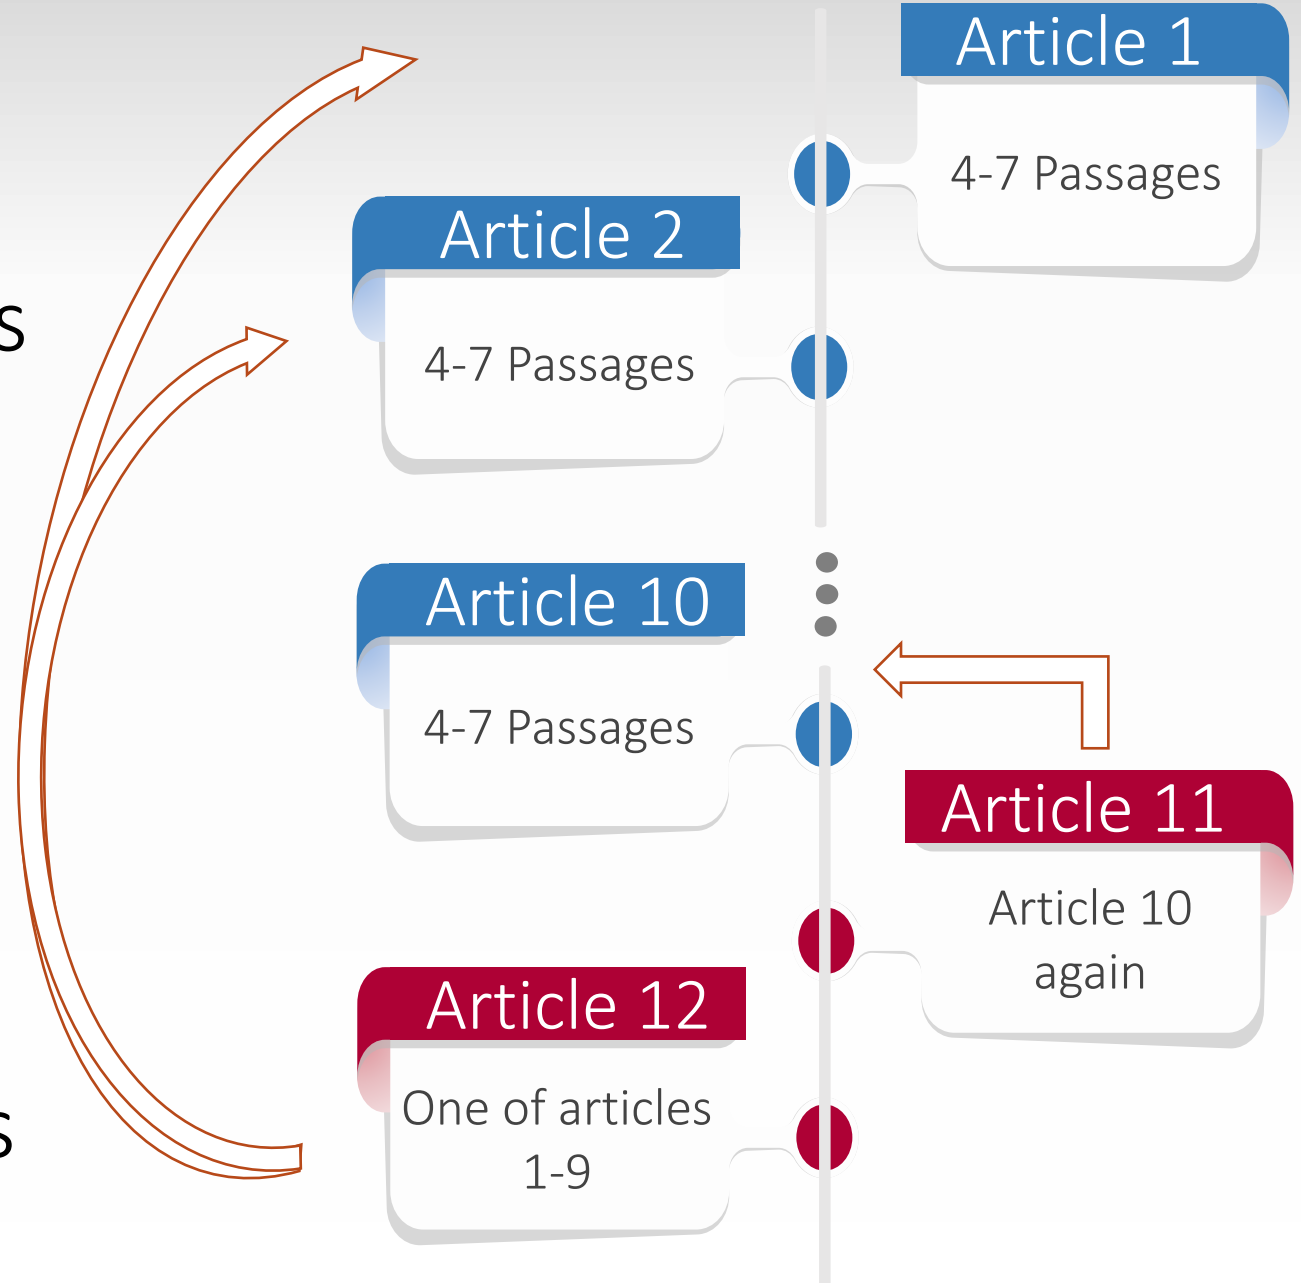 Article 1
4-7 Passages
Article 2
4-7 Passages
s
Article 10
4-7 Passages
Article 11
Article 10
again
Article 12
One of articles
1-9
s